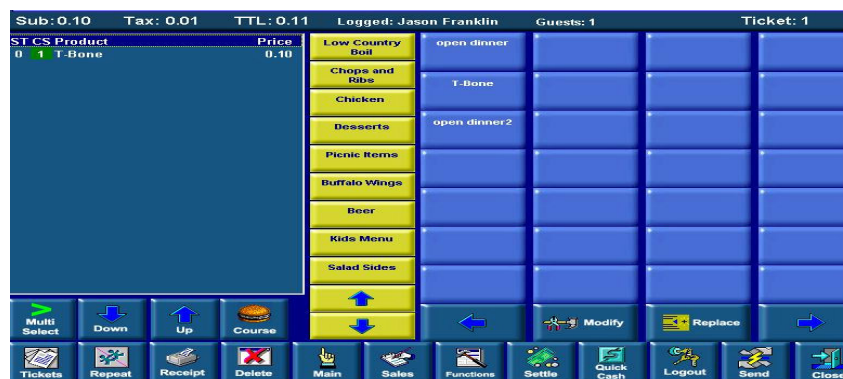 Sub: 0.10 Tax: 0.01 TTL: 0.11 Logged: Jason Franklin Guests: 1 Ticket: 1
ST CS Product Price
0 1 T-Bone 0.10
Low Country
Boil
Chops and
Ribs
Chicken
Desserts
Picnic Items
Buffalo Wings
Beer
Kids Menu
Salad Sides
open dinner
T-Bone
open dinner2
Multi
Select
Down
Up
Course
Modify
Replace
Tickets
Repeat
Receipt
Delete
Main
Sales
Functions
Settle
Quick
Cash
Logout
Send
Close